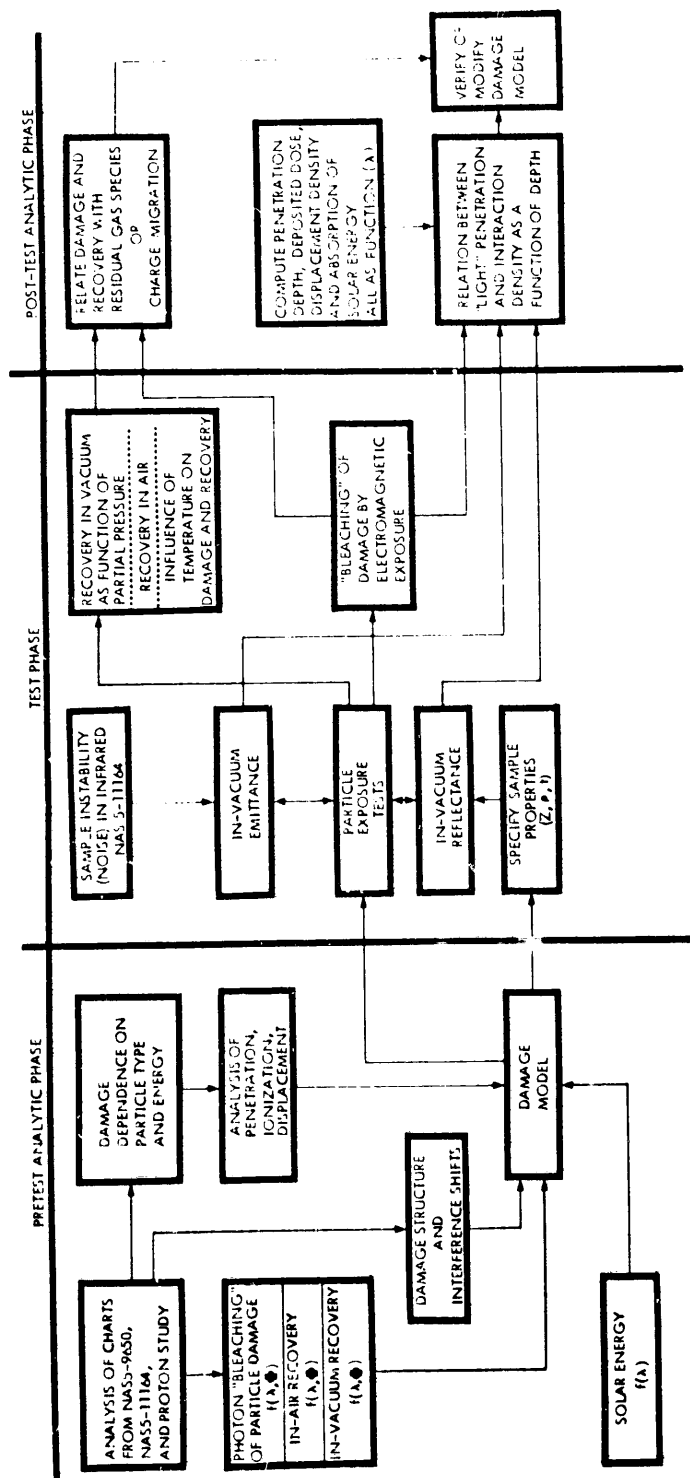 PRETEST ANALYTIC PHASE
ANALYSIS OF CHARTS
FROM NAS5-9650,
NAS5-11164,
AND PROTON STUDY
DAMAGE
DEPENDENCE ON
PARTICLE TYPE
AND ENERGY
PHOTON "BLEACHING"
OF PARTICLE DAMAGE
f(λ,Φ)
IN-AIR RECOVERY
f(λ,Φ)
IN-VACUUM RECOVERY
f(λ,Φ)
ANALYSIS OF
PENETRATION,
IONIZATION,
DISPLACEMENT
DAMAGE STRUCTURE
AND
INTERFERENCE SHIFTS
DAMAGE
MODEL
SOLAR ENERGY
f(λ)
TEST PHASE
SAMPLE INSTABILITY
(NOISE) IN INFRARED
NAS 5-11164
IN-VACUUM
EMITTANCE
PARTICLE
EXPOSURE
TESTS
IN-VACUUM
REFLECTANCE
SPECIFY SAMPLE
PROPERTIES
(Z, ρ, t)
RECOVERY IN VACUUM
AS FUNCTION OF
PARTIAL PRESSURE
RECOVERY IN AIR
INFLUENCE OF
TEMPERATURE ON
DAMAGE AND RECOVERY
"BLEACHING" OF
DAMAGE BY
ELECTROMAGNETIC
EXPOSURE
POST-TEST ANALYTIC PHASE
RELATE DAMAGE AND
RECOVERY WITH
RESIDUAL GAS SPECIES
OR
CHARGE MIGRATION
COMPUTE PENETRATION
DEPTH, DEPOSITED DOSE,
DISPLACEMENT DENSITY
AND ABSORPTION OF
SOLAR ENERGY
ALL AS FUNCTION (λ)
RELATION BETWEEN
"LIGHT" PENETRATION
AND INTERACTION
DENSITY AS A
FUNCTION OF DEPTH
VERIFY OR
MODIFY
DAMAGE
MODEL